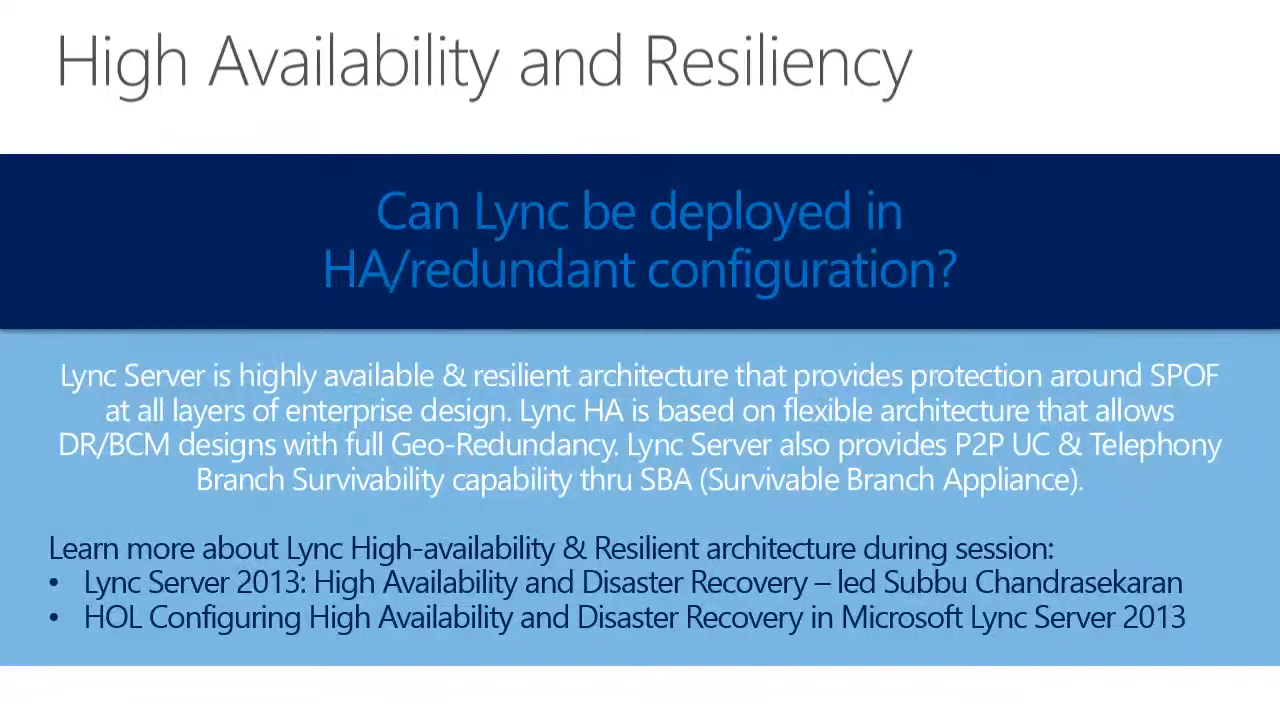 High Availability and Resiliency
Can Lync be deployed in
HA/redundant configuration?
Lync Server is highly available & resilient architecture that provides protection around SPOF
at all layers of enterprise design. Lync HA is based on flexible architecture that allows
DR/BCM designs with full Geo-Redundancy. Lync Server also provides P2P UC & Telephony
Branch Survivability capability thru SBA (Survivable Branch Appliance).
Learn more about Lync High-availability & Resilient architecture during session:
• Lync Server 2013: High Availability and Disaster Recovery – led Subbu Chandrasekaran
• HOL Configuring High Availability and Disaster Recovery in Microsoft Lync Server 2013